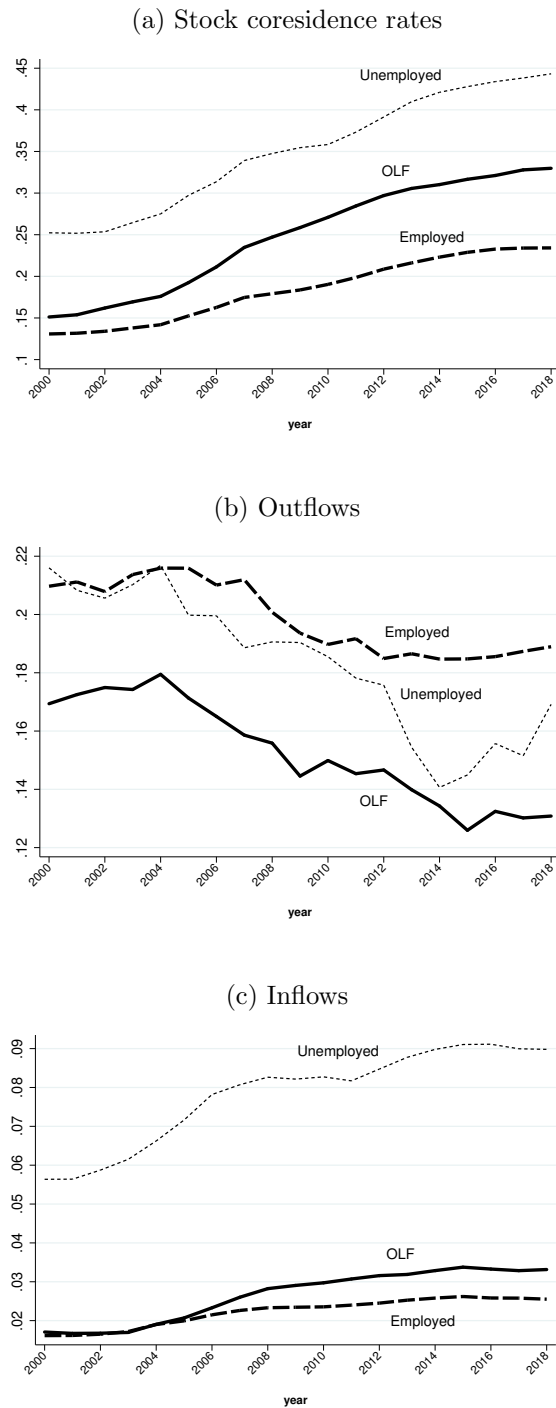 (a) Stock coresidence rates
.45
.4
.35
.3
.25
.2
.15
.1
Unemployed
OLF
Employed
2000 2002 2004 2006 2008 2010 2012 2014 2016 2018
year
(b) Outflows
.22
.2
.18
.16
.14
.12
Employed
Unemployed
OLF
2000 2002 2004 2006 2008 2010 2012 2014 2016 2018
year
(c) Inflows
.09
.08
.07
.06
.05
.04
.03
.02
Unemployed
OLF
Employed
2000 2002 2004 2006 2008 2010 2012 2014 2016 2018
year